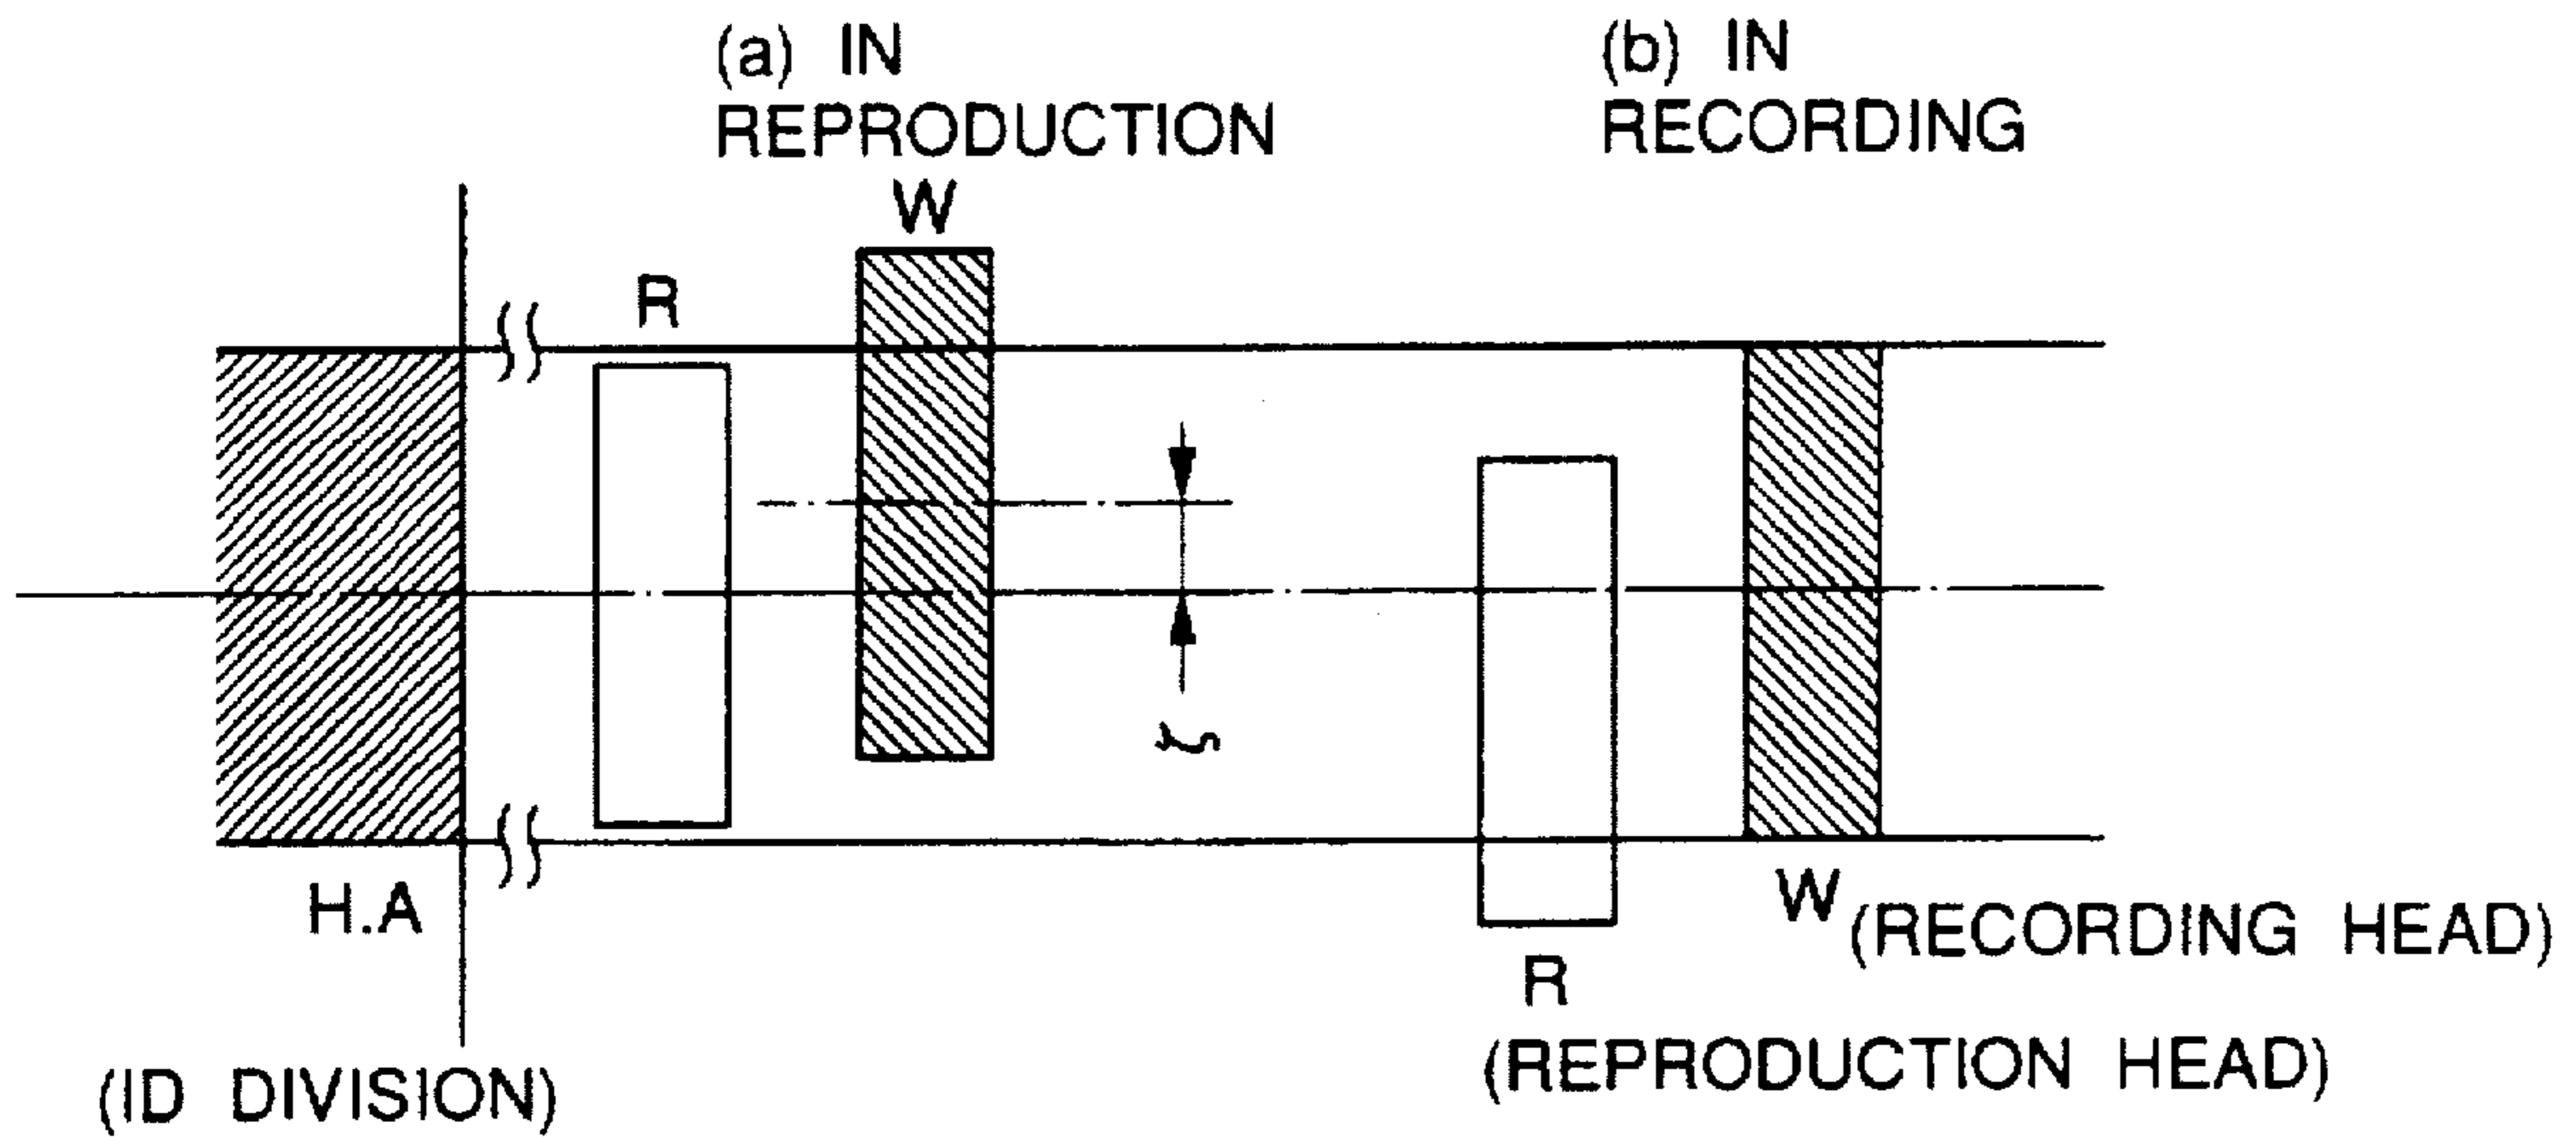 (a) IN
REPRODUCTION
(b) IN
RECORDING
W
R
ζ
H.A
W (RECORDING HEAD)
R
(REPRODUCTION HEAD)
(ID DIVISION)